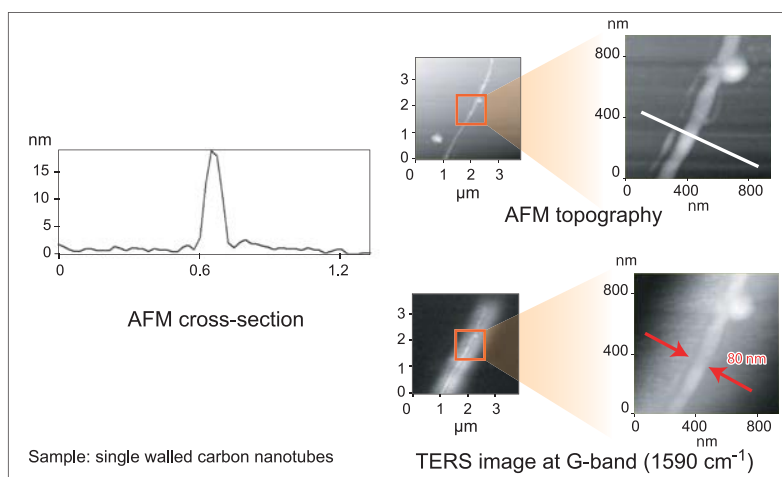 nm
15
10
5
0
0
0.6
1.2
AFM cross-section
3
2
1
0
0
1
2
3
µm
nm
800
400
0
0
400
800
nm
AFM topography
3
2
1
0
0
1
2
3
µm
nm
800
400
0
0
400
800
nm
80 nm
Sample: single walled carbon nanotubes
TERS image at G-band (1590 cm⁻¹)